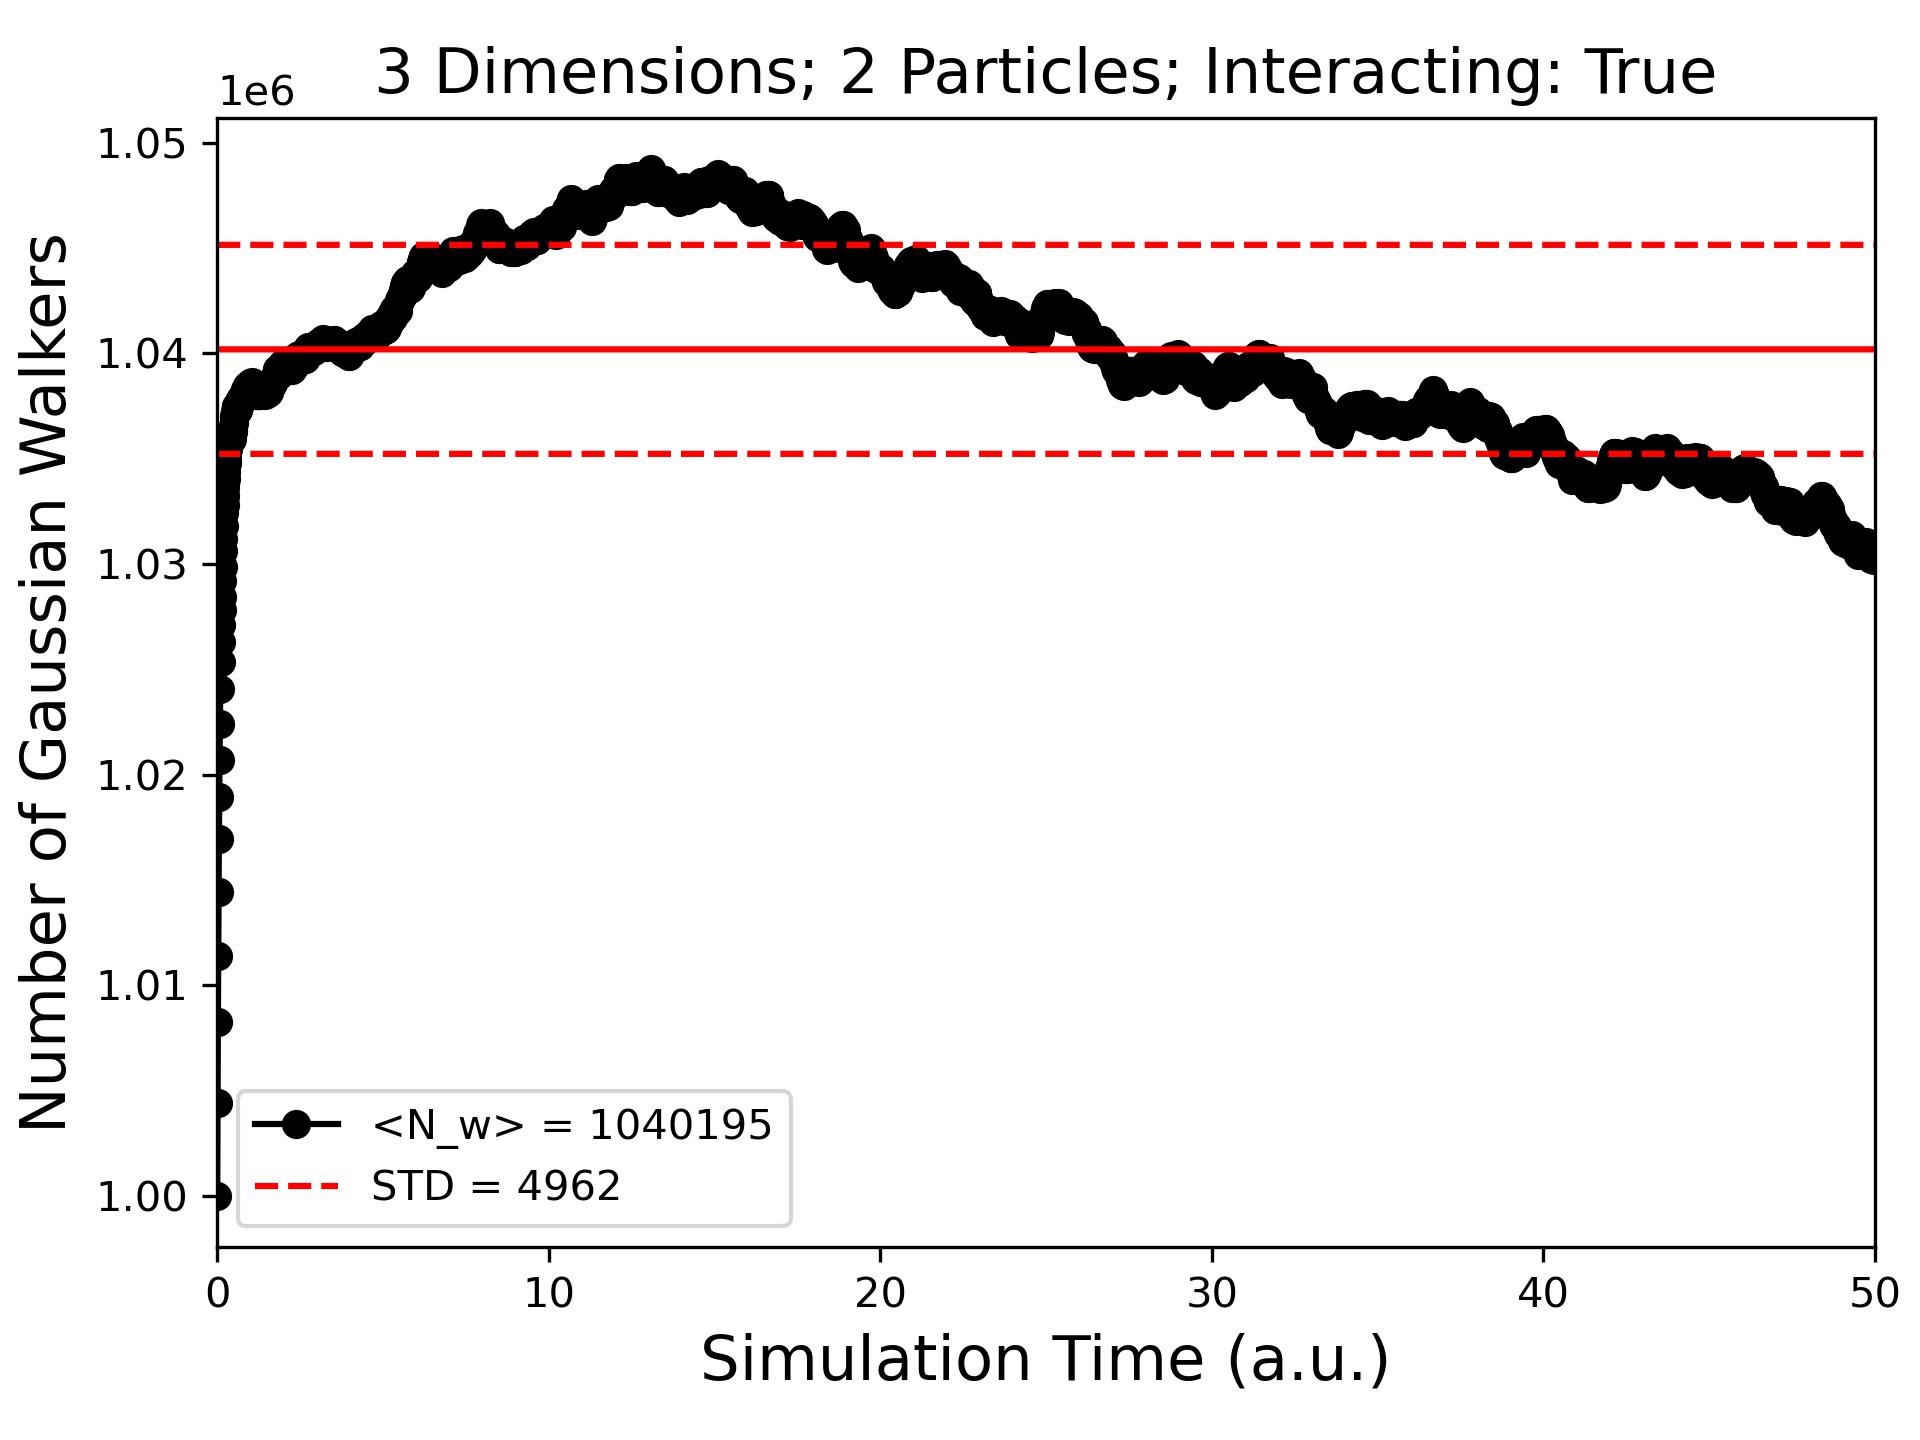 3 Dimensions; 2 Particles; Interacting: True
1e6
1.05
1.04
1.03
1.02
1.01
1.00
Number of Gaussian Walkers
<N_w> = 1040195
STD = 4962
0 10 20 30 40 50
Simulation Time (a.u.)